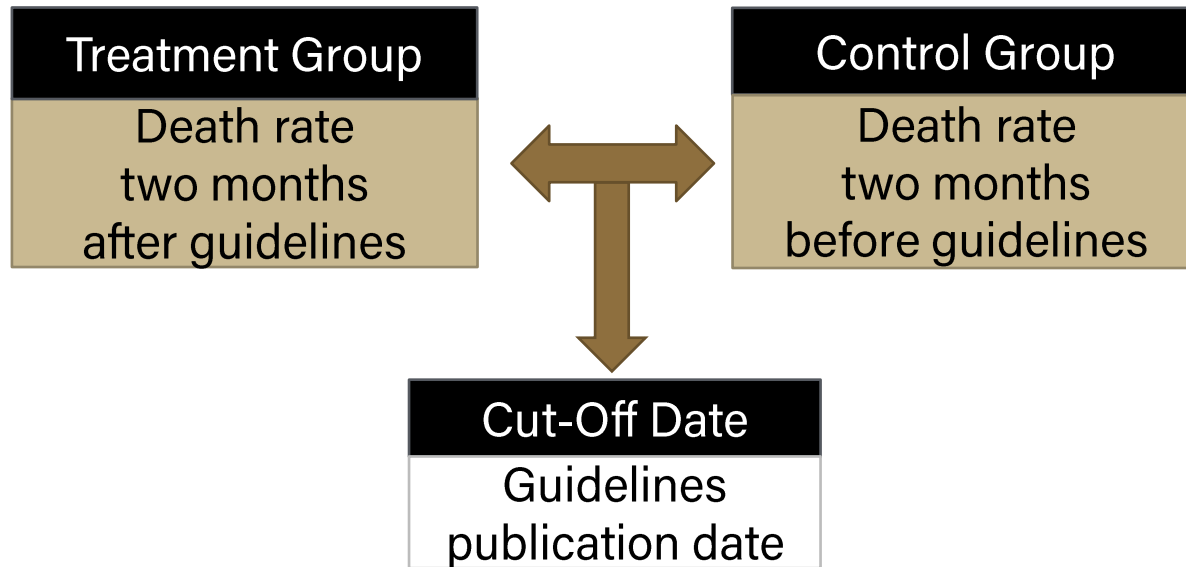 Treatment Group
Death rate
two months
after guidelines
Control Group
Death rate
two months
before guidelines
Cut-Off Date
Guidelines
publication date